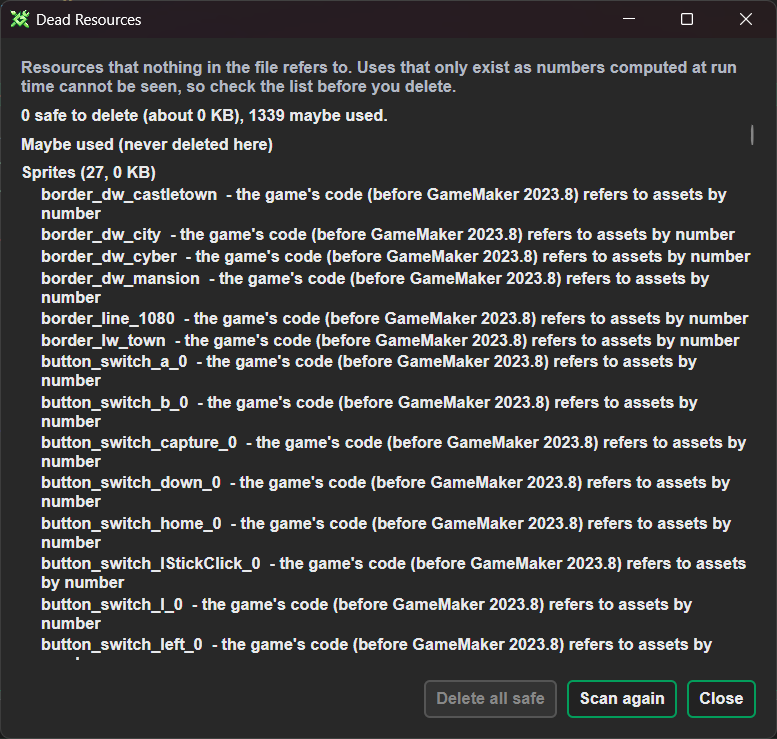 Dead Resources
Resources that nothing in the file refers to. Uses that only exist as numbers computed at run
time cannot be seen, so check the list before you delete.
0 safe to delete (about 0 KB), 1339 maybe used.
Maybe used (never deleted here)
Sprites (27, 0 KB)
border_dw_castletown - the game's code (before GameMaker 2023.8) refers to assets by
number
border_dw_city - the game's code (before GameMaker 2023.8) refers to assets by number
border_dw_cyber - the game's code (before GameMaker 2023.8) refers to assets by number
border_dw_mansion - the game's code (before GameMaker 2023.8) refers to assets by
number
border_line_1080 - the game's code (before GameMaker 2023.8) refers to assets by number
border_lw_town - the game's code (before GameMaker 2023.8) refers to assets by number
button_switch_a_0 - the game's code (before GameMaker 2023.8) refers to assets by
number
button_switch_b_0 - the game's code (before GameMaker 2023.8) refers to assets by
number
button_switch_capture_0 - the game's code (before GameMaker 2023.8) refers to assets by
number
button_switch_down_0 - the game's code (before GameMaker 2023.8) refers to assets by
number
button_switch_home_0 - the game's code (before GameMaker 2023.8) refers to assets by
number
button_switch_lStickClick_0 - the game's code (before GameMaker 2023.8) refers to assets
by number
button_switch_l_0 - the game's code (before GameMaker 2023.8) refers to assets by
number
button_switch_left_0 - the game's code (before GameMaker 2023.8) refers to assets by
Delete all safe
Scan again
Close